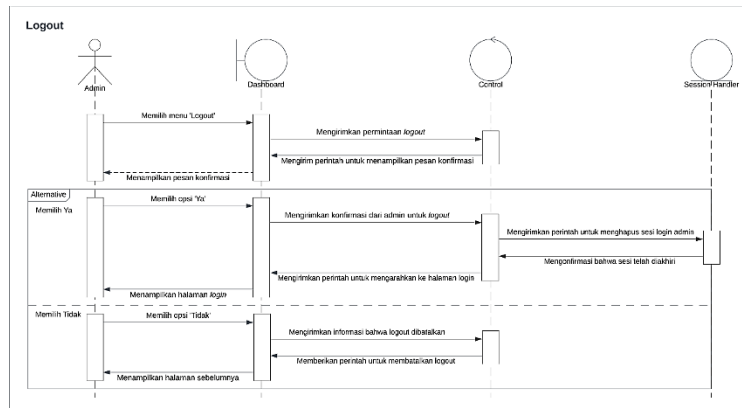 Logout
Admin
Dashboard
Control
Session Handler
Memilih menu 'Logout'
Mengirimkan permintaan logout
Mengirim perintah untuk menampilkan pesan konfirmasi
Menampilkan pesan konfirmasi
Alternative
Memilih Ya
Memilih opsi 'Ya'
Mengirimkan konfirmasi dari admin untuk logout
Mengirimkan perintah untuk menghapus sesi login admin
Mengonfirmasi bahwa sesi telah diakhiri
Mengirimkan perintah untuk mengarahkan ke halaman login
Menampilkan halaman login
Memilih Tidak
Memilih opsi 'Tidak'
Mengirimkan informasi bahwa logout dibatalkan
Memberikan perintah untuk membatalkan logout
Menampilkan halaman sebelumnya